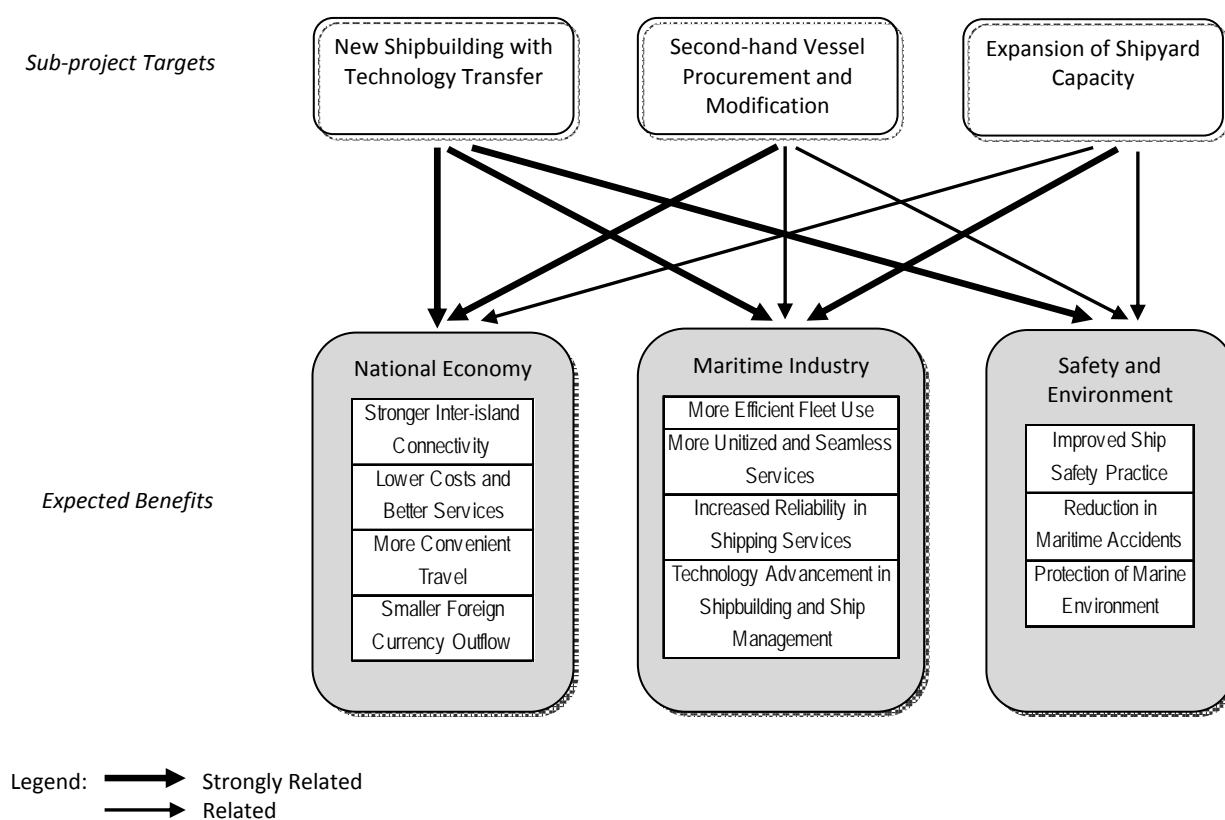 Sub-project Targets
New Shipbuilding with
Technology Transfer
Second-hand Vessel
Procurement and
Modification
Expansion of Shipyard
Capacity
Expected Benefits
National Economy
Stronger Inter-island
Connectivity
Lower Costs and
Better Services
More Convenient
Travel
Smaller Foreign
Currency Outflow
Maritime Industry
More Efficient Fleet Use
More Unitized and Seamless
Services
Increased Reliability in
Shipping Services
Technology Advancement in
Shipbuilding and Ship
Management
Safety and
Environment
Improved Ship
Safety Practice
Reduction in
Maritime Accidents
Protection of Marine
Environment
Legend:
Strongly Related
Related